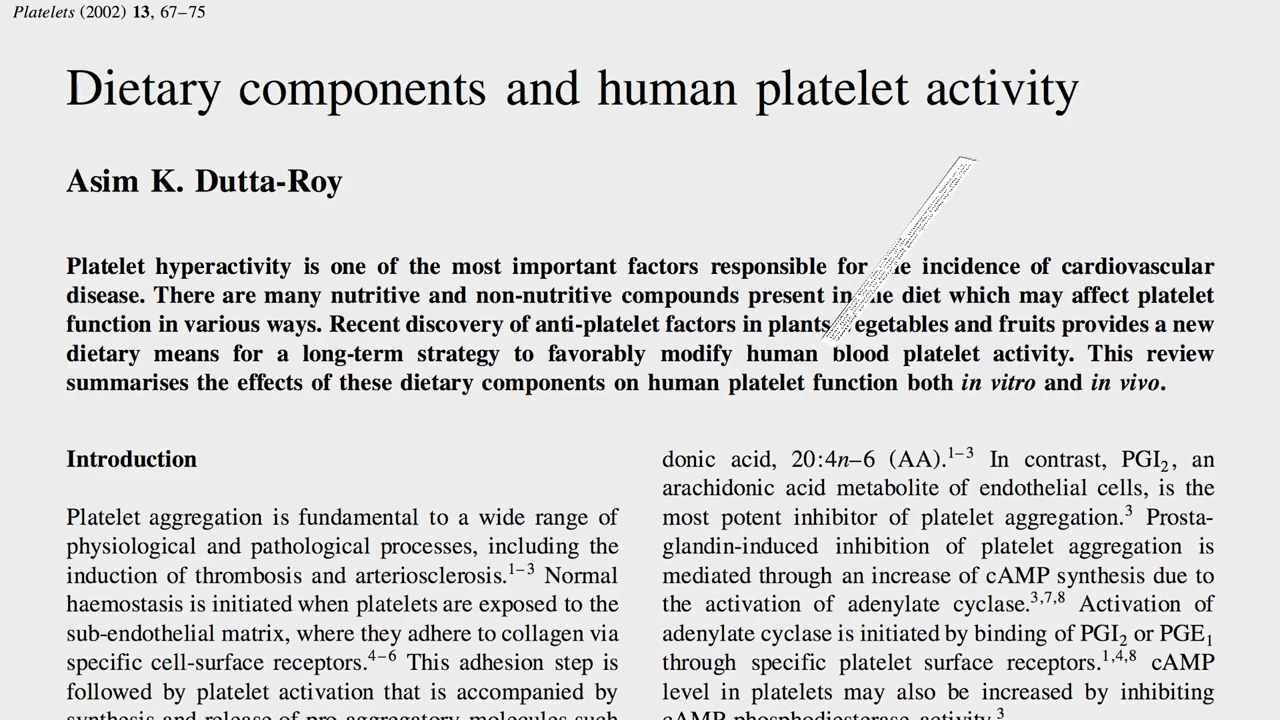 Platelets (2002) 13, 67–75
Dietary components and human platelet activity
Asim K. Dutta-Roy
Platelet hyperactivity is one of the most important factors responsible for incidence of cardiovascular
disease. There are many nutritive and non-nutritive compounds present in diet which may affect platelet
function in various ways. Recent discovery of anti-platelet factors in plants, egetables and fruits provides a new
dietary means for a long-term strategy to favorably modify human blood platelet activity. This review
summarises the effects of these dietary components on human platelet function both in vitro and in vivo.
Introduction
Platelet aggregation is fundamental to a wide range of
physiological and pathological processes, including the
induction of thrombosis and arteriosclerosis.1–3 Normal
haemostasis is initiated when platelets are exposed to the
sub-endothelial matrix, where they adhere to collagen via
specific cell-surface receptors.4–6 This adhesion step is
followed by platelet activation that is accompanied by
synthesis and release of pro-aggregatory molecules such
donic acid, 20:4n–6 (AA).1–3 In contrast, PGI2, an
arachidonic acid metabolite of endothelial cells, is the
most potent inhibitor of platelet aggregation.3 Prosta-
glandin-induced inhibition of platelet aggregation is
mediated through an increase of cAMP synthesis due to
the activation of adenylate cyclase.3,7,8 Activation of
adenylate cyclase is initiated by binding of PGI2 or PGE1
through specific platelet surface receptors.1,4,8 cAMP
level in platelets may also be increased by inhibiting
cAMP phosphodiesterase activity.3